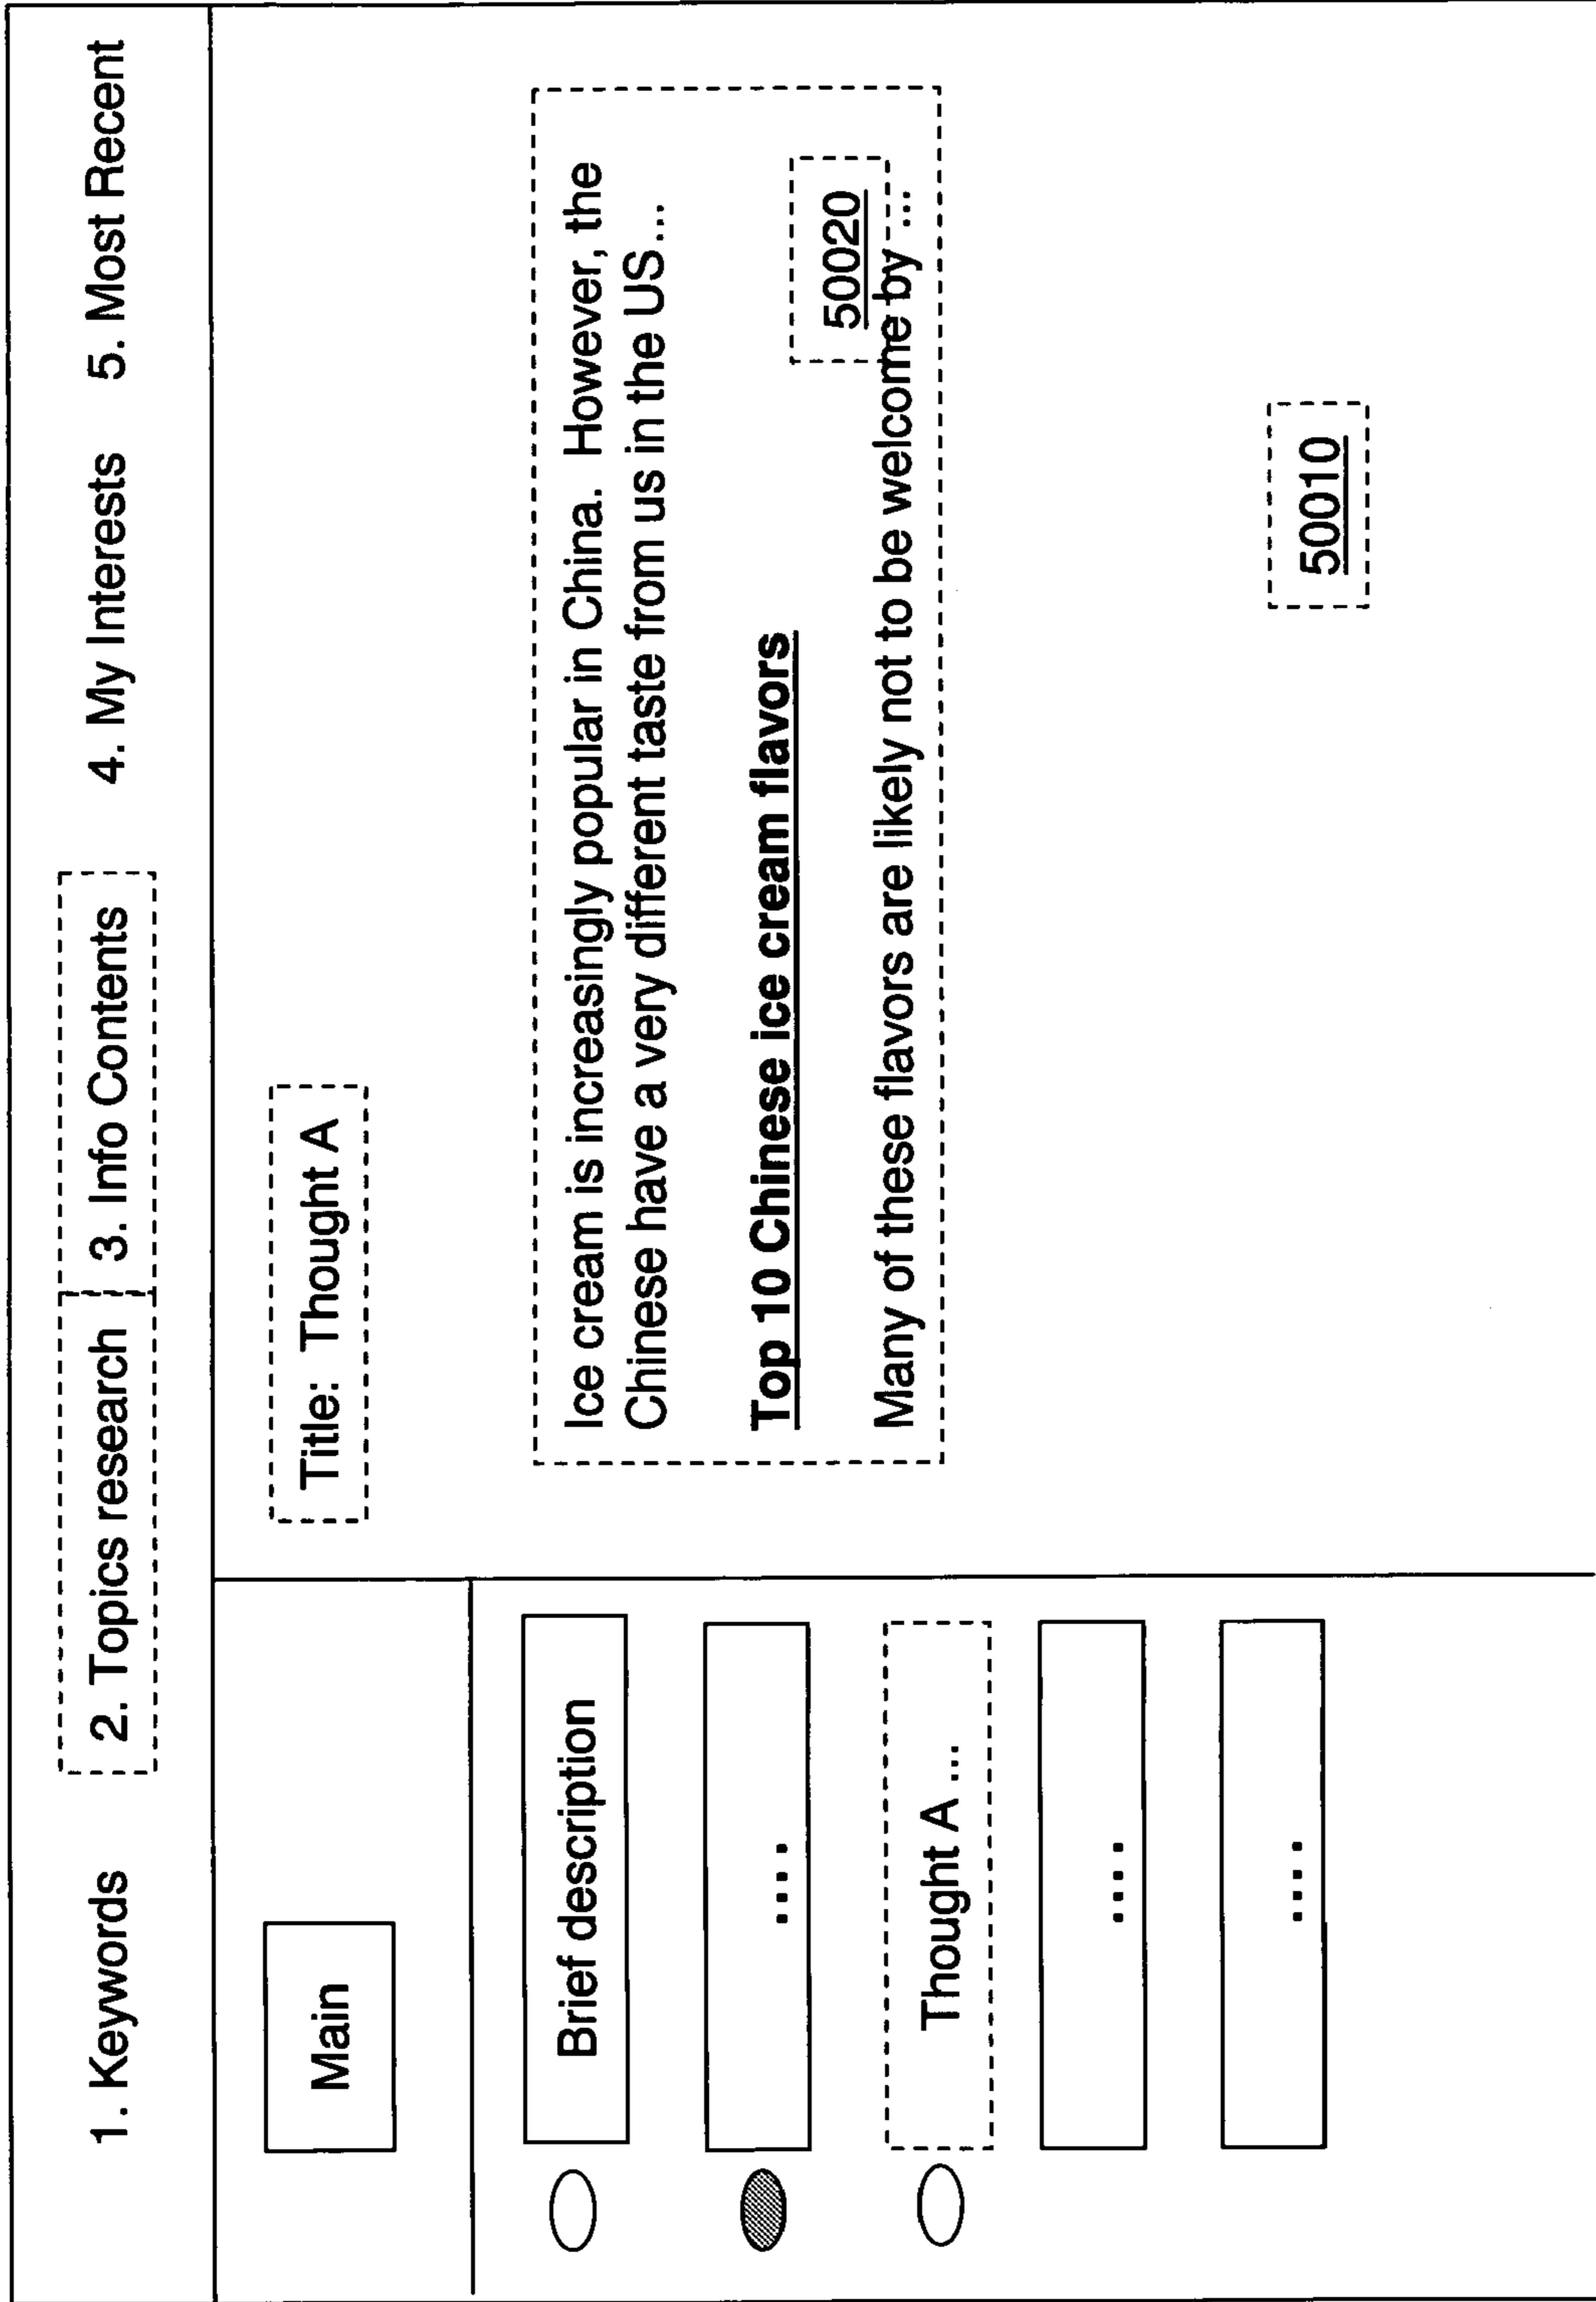 1. Keywords 2. Topics research 3. Info Contents 4. My Interests 5. Most Recent
Main
Brief description
....
Thought A ...
....
....
Title: Thought A
Ice cream is increasingly popular in China. However, the
Chinese have a very different taste from us in the US...
Top 10 Chinese ice cream flavors
50020
Many of these flavors are likely not to be welcome by ...
50010